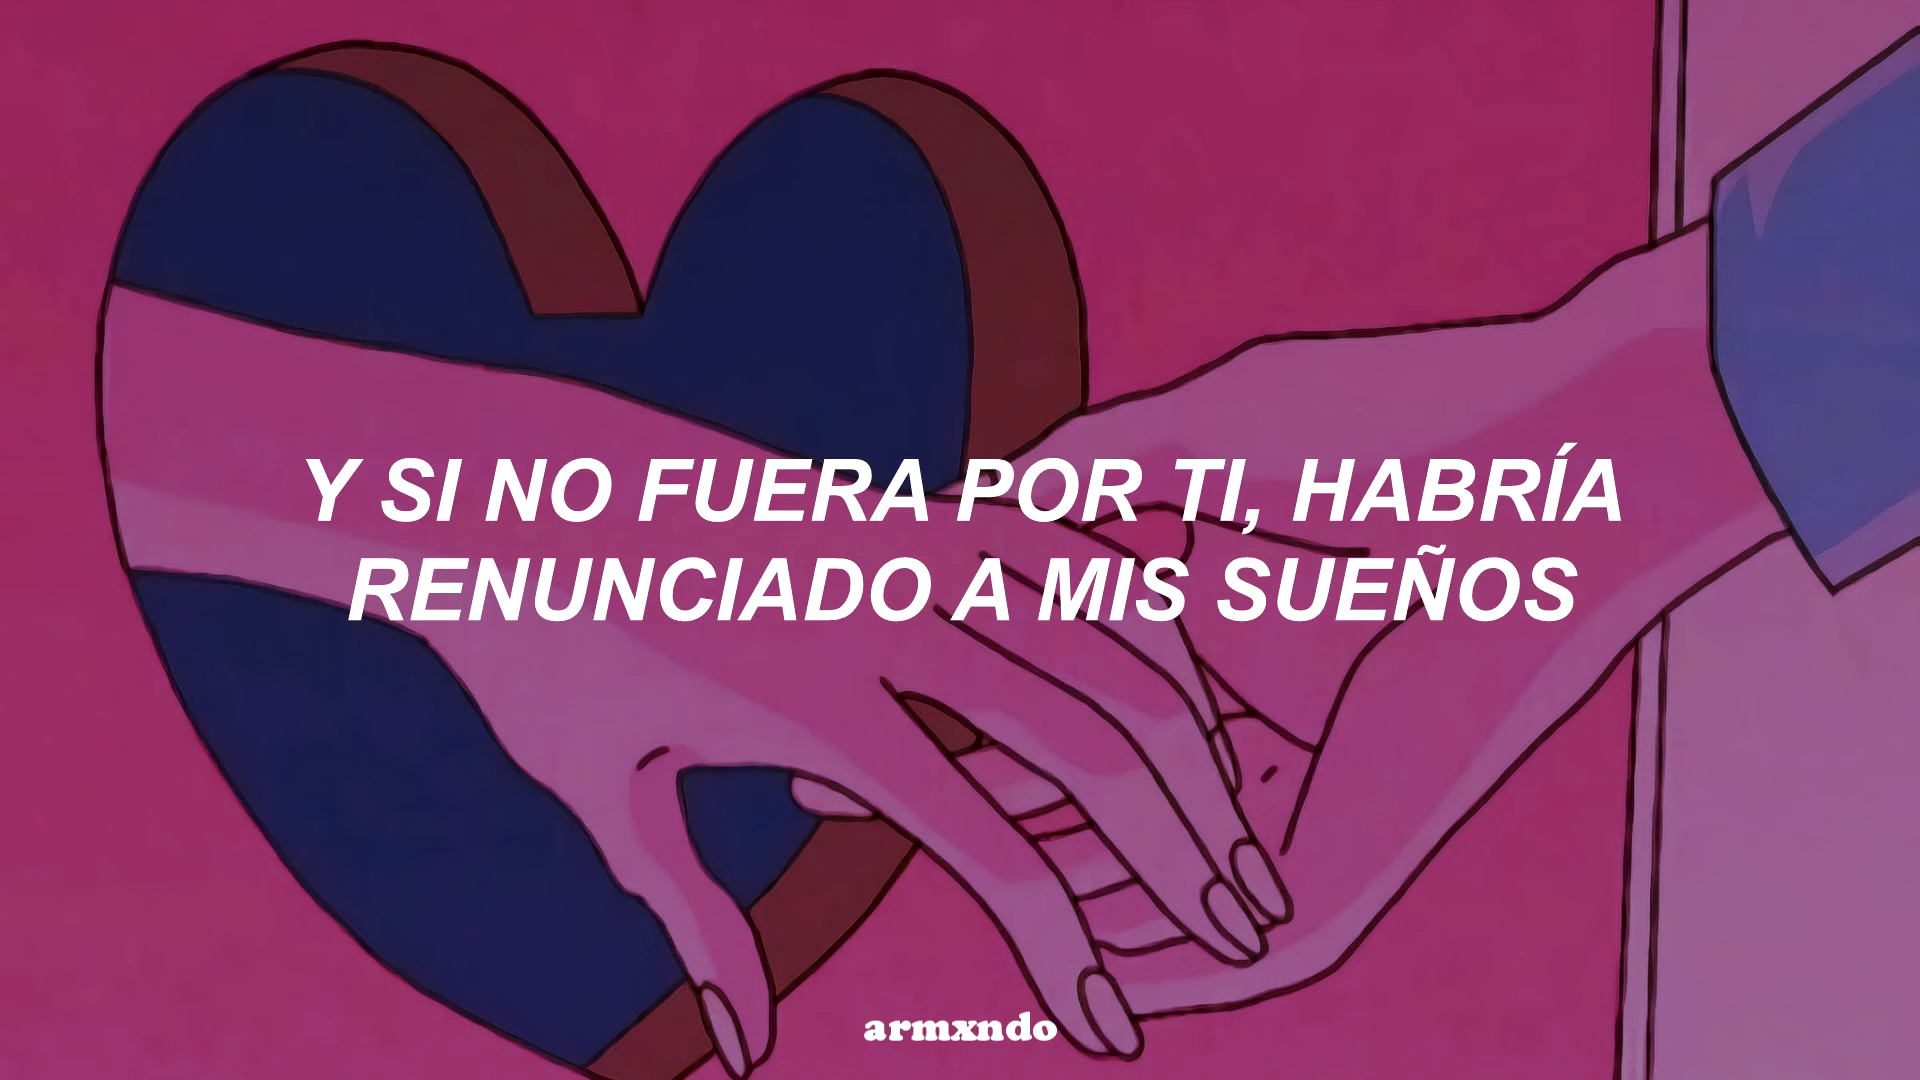 Y SI NO FUERA POR TI, HABRÍA
RENUNCIADO A MIS SUEÑOS
armxndo